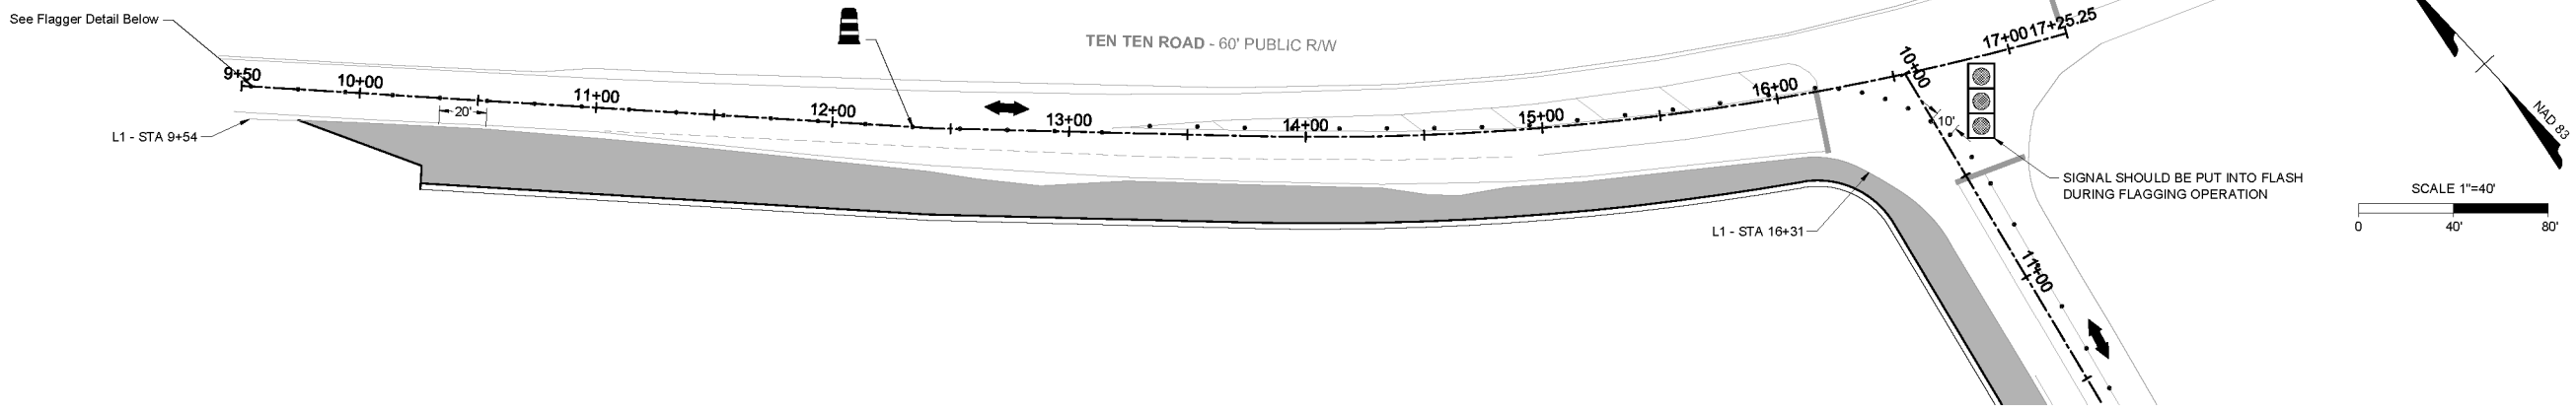 See Flagger Detail Below
TEN TEN ROAD - 60' PUBLIC R/W
9+50
10+00
11+00
12+00
13+00
14+00
15+00
16+00
17+00
17+25.25
20'
L1 - STA 9+54
L1 - STA 16+31
10+00
10'
11+00
SIGNAL SHOULD BE PUT INTO FLASH
DURING FLAGGING OPERATION
NAD 83
SCALE 1"=40'
0
40'
80'